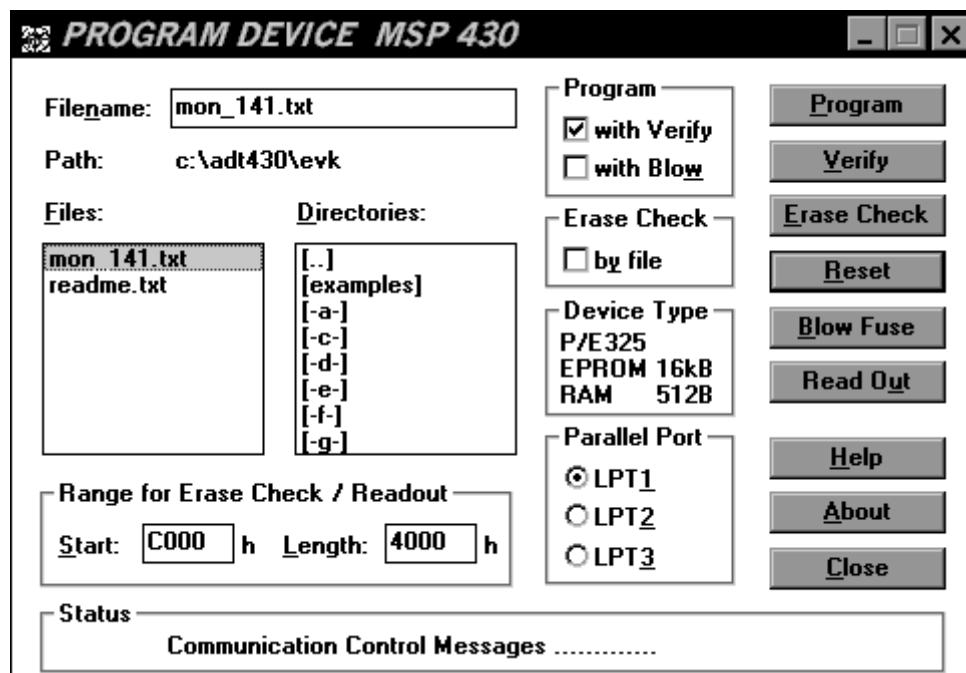 PROGRAM DEVICE MSP 430
Filename: mon_141.txt
Path: c:\adt430\evk
Files:
mon_141.txt
readme.txt
Directories:
[..]
[examples]
[-a-]
[-c-]
[-d-]
[-e-]
[-f-]
[-g-]
Range for Erase Check / Readout
Start: C000 h Length: 4000 h
Program
with Verify
with Blow
Erase Check
by file
Device Type
P/E325
EPROM 16kB
RAM 512B
Parallel Port
LPT1
LPT2
LPT3
Program
Verify
Erase Check
Reset
Blow Fuse
Read Out
Help
About
Close
Status
Communication Control Messages .............